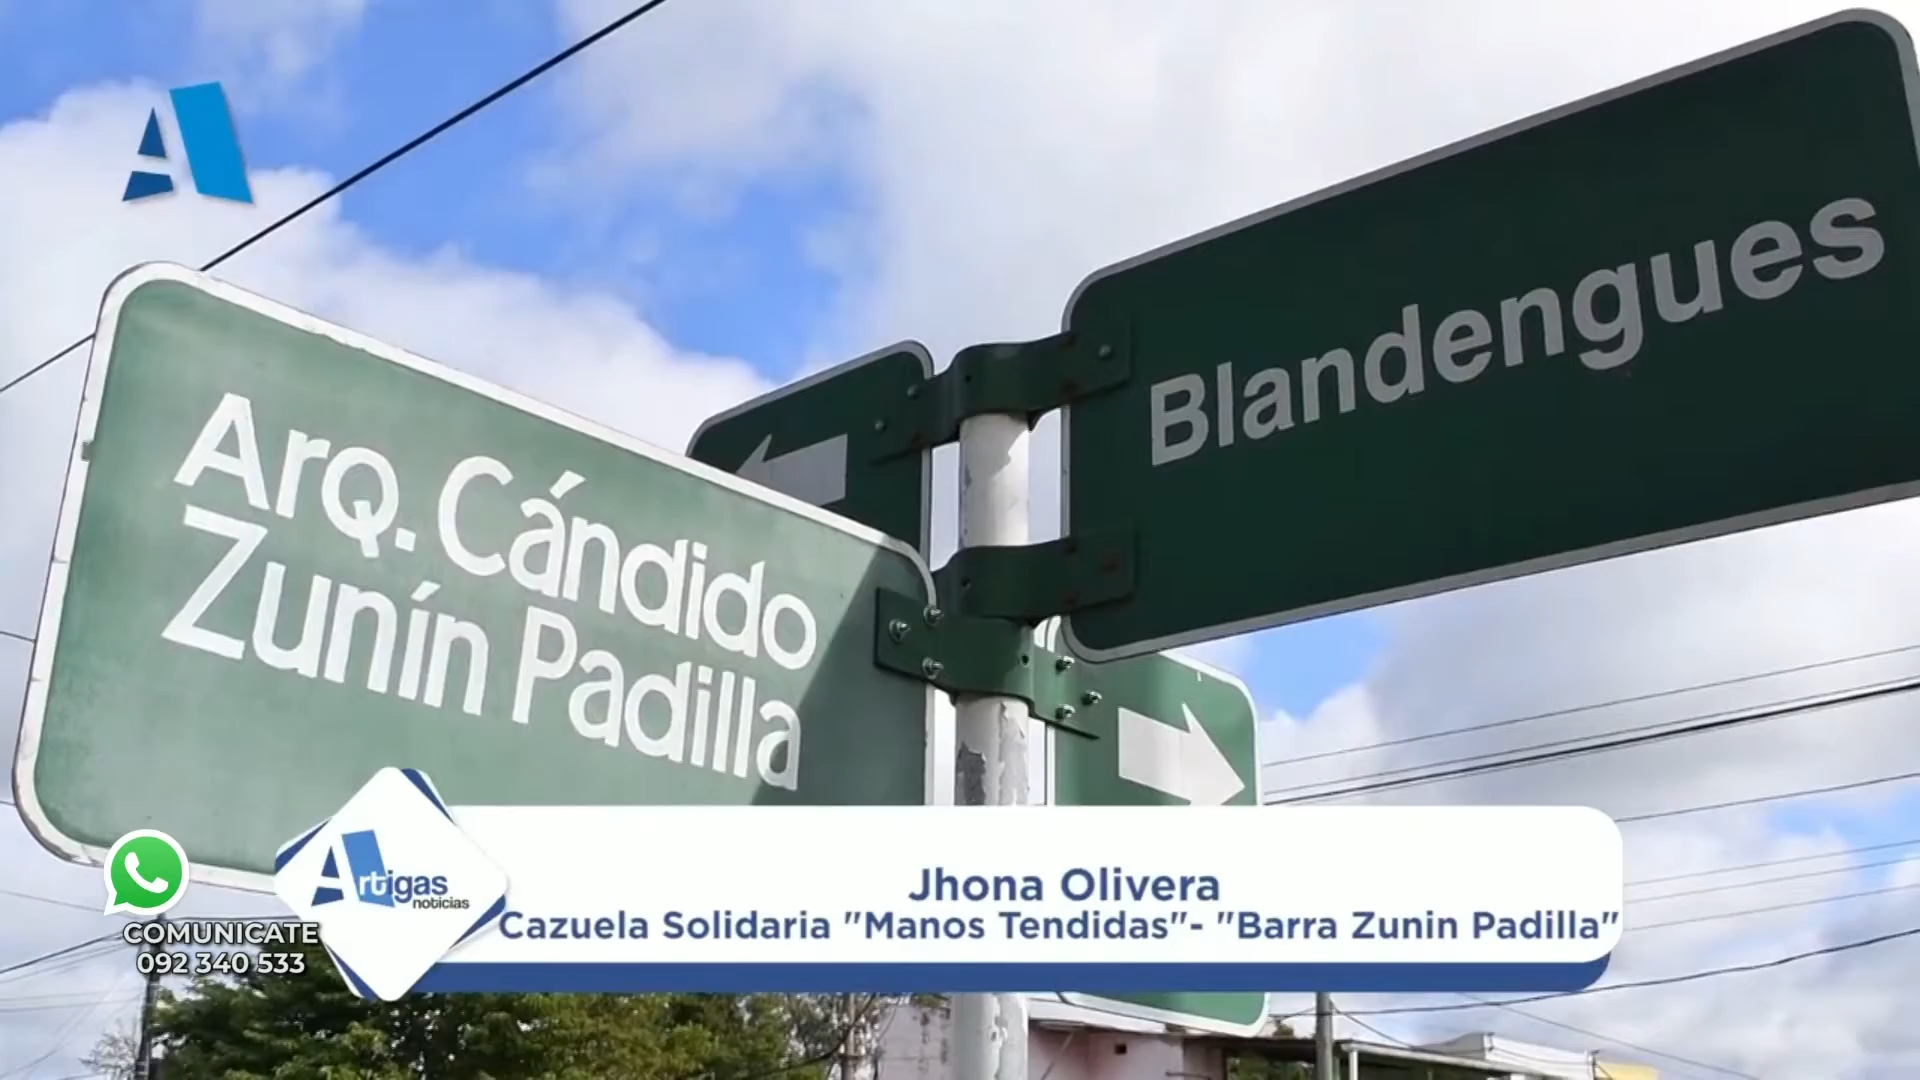 Blandengues
Arq. Cándido
Zunín Padilla
Artigas
noticias
Jhona Olivera
Cazuela Solidaria "Manos Tendidas"- "Barra Zunin Padilla"
COMUNICATE
092 340 533